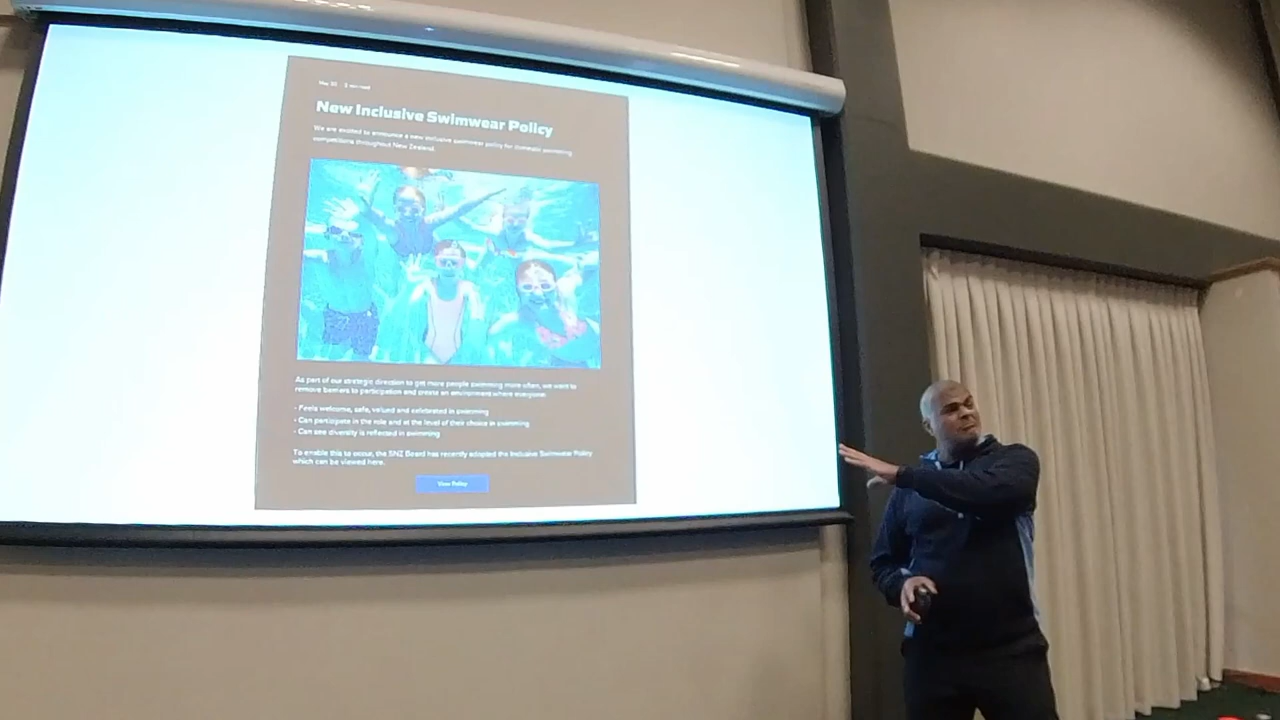 May 30 2 min read
New Inclusive Swimwear Policy
We are excited to announce a new inclusive swimwear policy for domestic swimming
competitions throughout New Zealand.
As part of our strategic direction to get more people swimming more often, we want to
remove barriers to participation and create an environment where everyone:
- Feels welcome, safe, valued and celebrated in swimming
- Can participate in the role and at the level of their choice in swimming
- Can see diversity is reflected in swimming
To enable this to occur, the SNZ Board has recently adopted the Inclusive Swimwear Policy
which can be viewed here.
View Policy